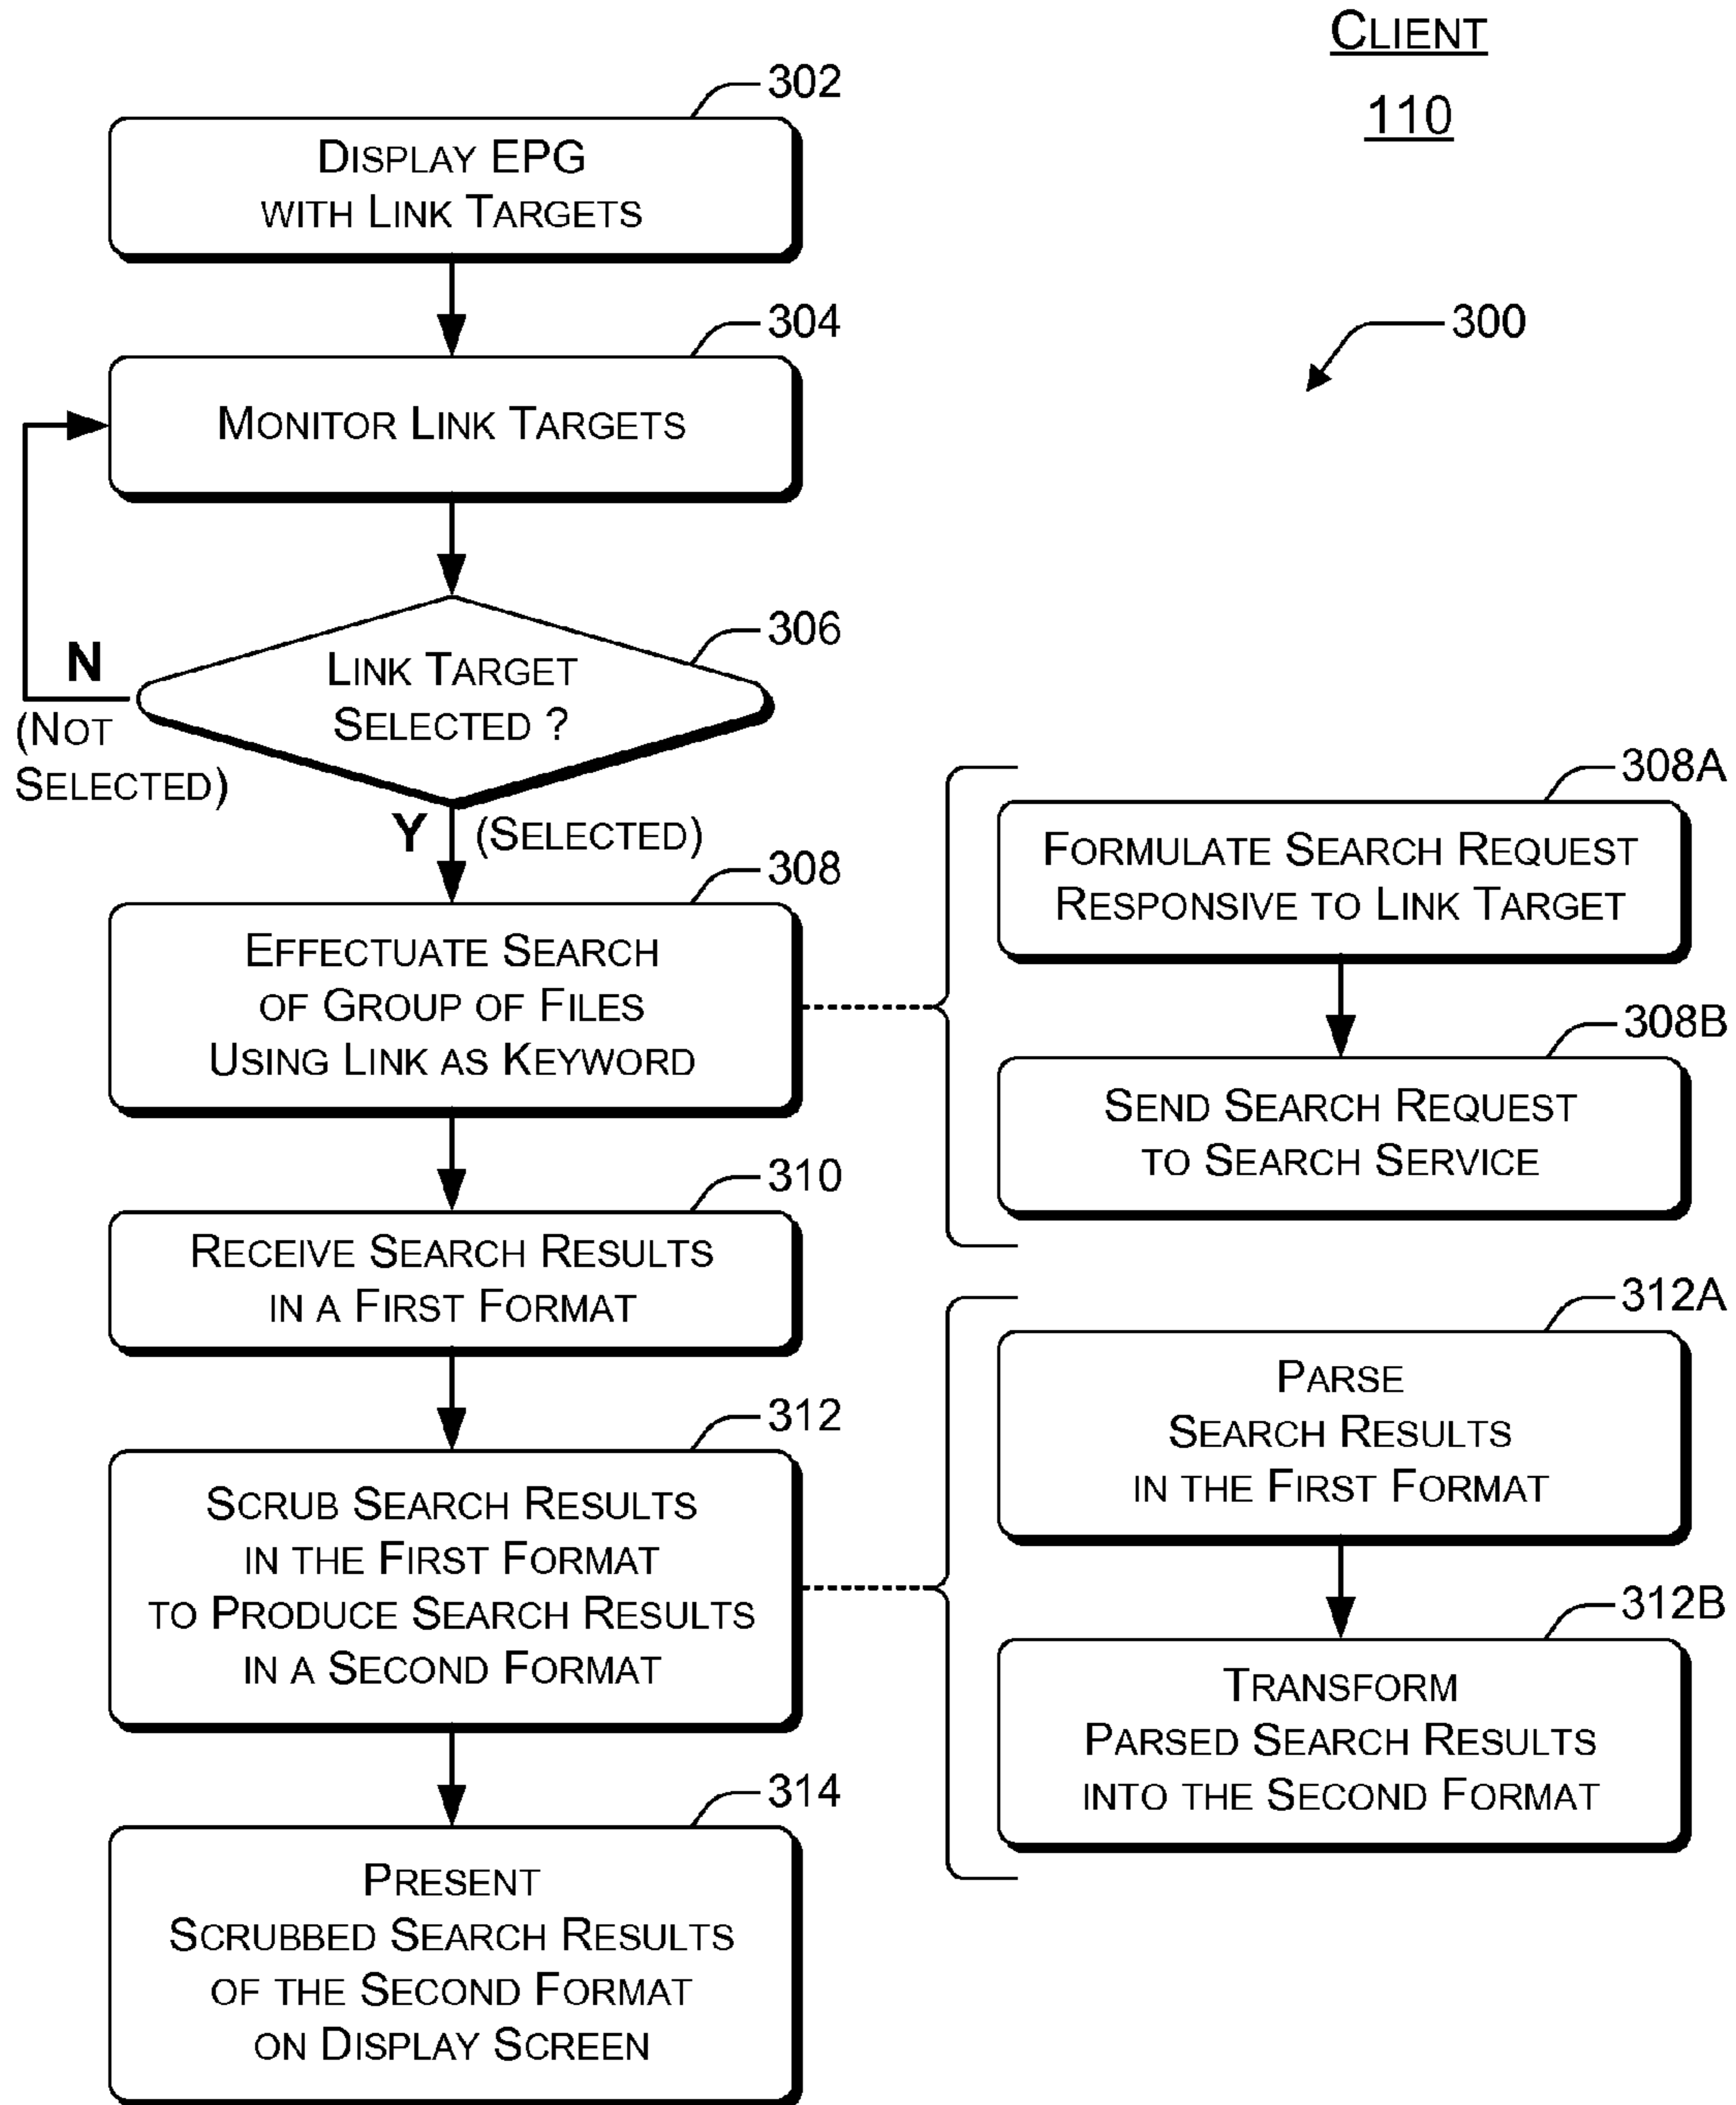 CLIENT
110
302
DISPLAY EPG
WITH LINK TARGETS
304
MONITOR LINK TARGETS
300
306
LINK TARGET
SELECTED ?
N
(NOT
SELECTED)
Y (SELECTED)
308
EFFECTUATE SEARCH
OF GROUP OF FILES
USING LINK AS KEYWORD
308A
FORMULATE SEARCH REQUEST
RESPONSIVE TO LINK TARGET
308B
SEND SEARCH REQUEST
TO SEARCH SERVICE
310
RECEIVE SEARCH RESULTS
IN A FIRST FORMAT
312
SCRUB SEARCH RESULTS
IN THE FIRST FORMAT
TO PRODUCE SEARCH RESULTS
IN A SECOND FORMAT
312A
PARSE
SEARCH RESULTS
IN THE FIRST FORMAT
312B
TRANSFORM
PARSED SEARCH RESULTS
INTO THE SECOND FORMAT
314
PRESENT
SCRUBBED SEARCH RESULTS
OF THE SECOND FORMAT
ON DISPLAY SCREEN